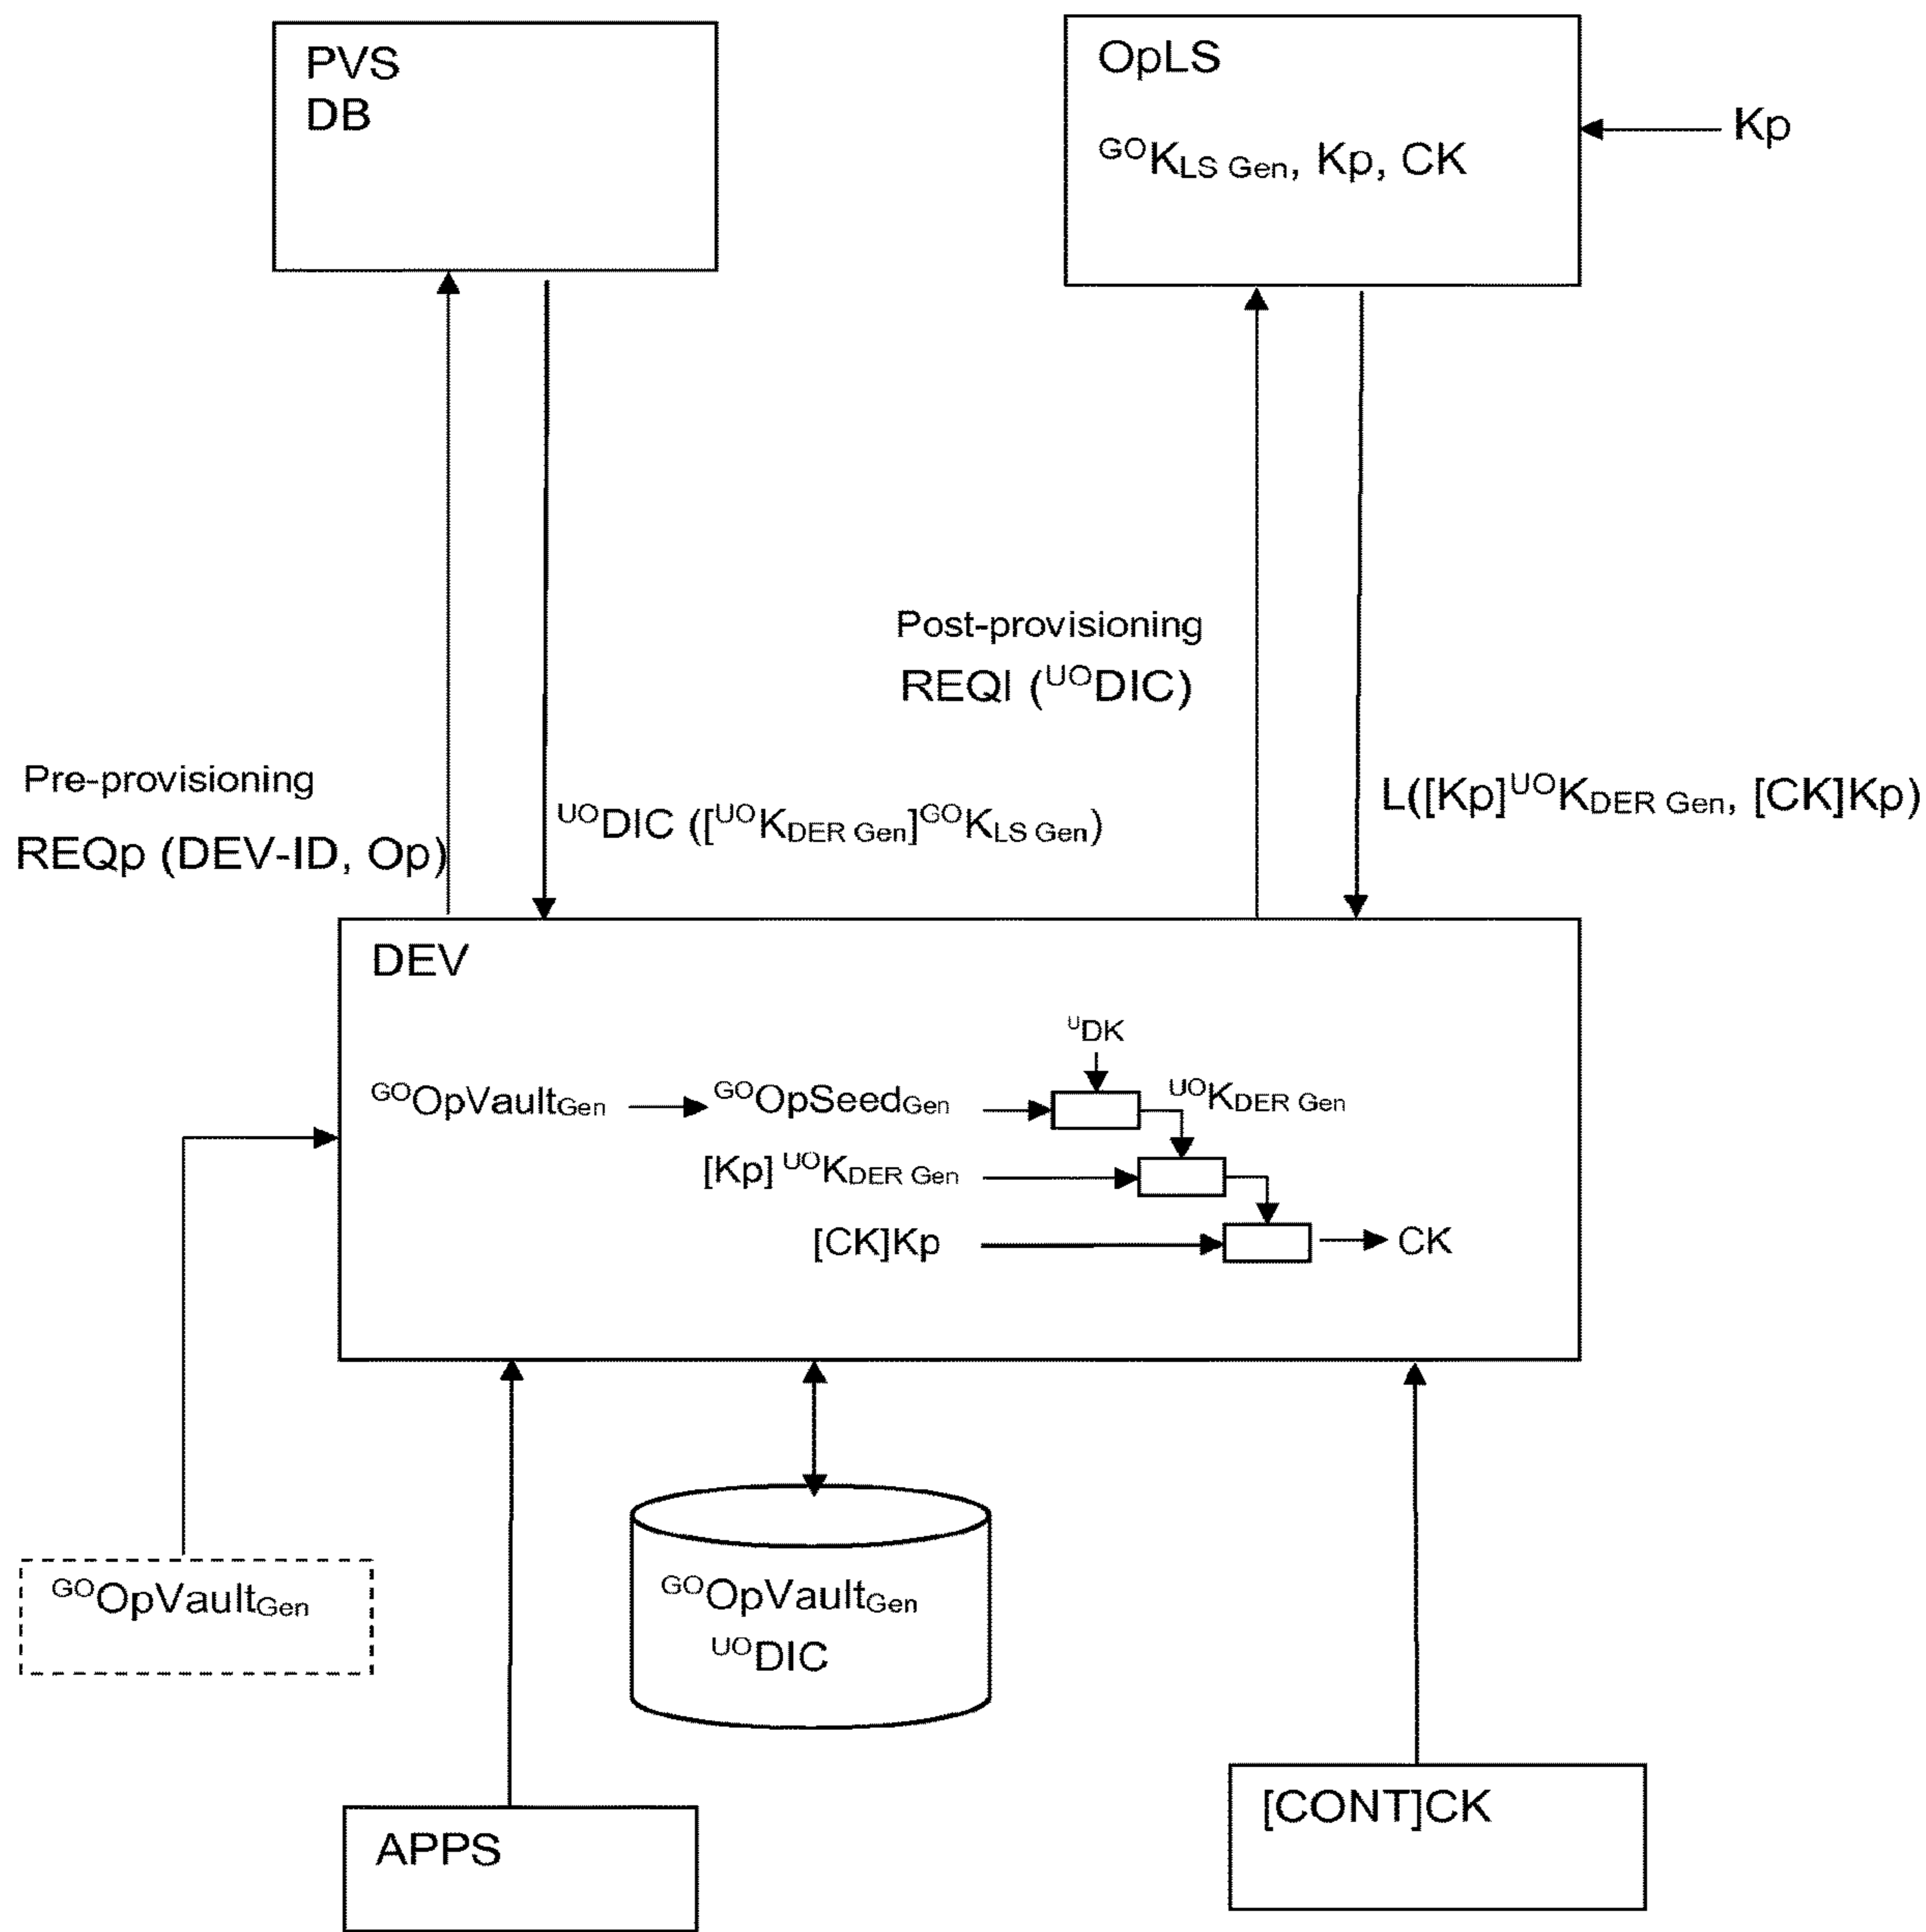 PVS
DB
OpLS
GOKLS Gen, Kp, CK
Kp
Post-provisioning
REQl (UODIC)
Pre-provisioning
REQp (DEV-ID, Op)
UODIC ([UOKDER Gen]GOKLS Gen)
L([Kp]UOKDER Gen, [CK]Kp)
DEV
UDK
GOOpVaultGen
GOOpSeedGen
UOKDER Gen
[Kp] UOKDER Gen
[CK]Kp
CK
GOOpVaultGen
GOOpVaultGen
UODIC
[CONT]CK
APPS